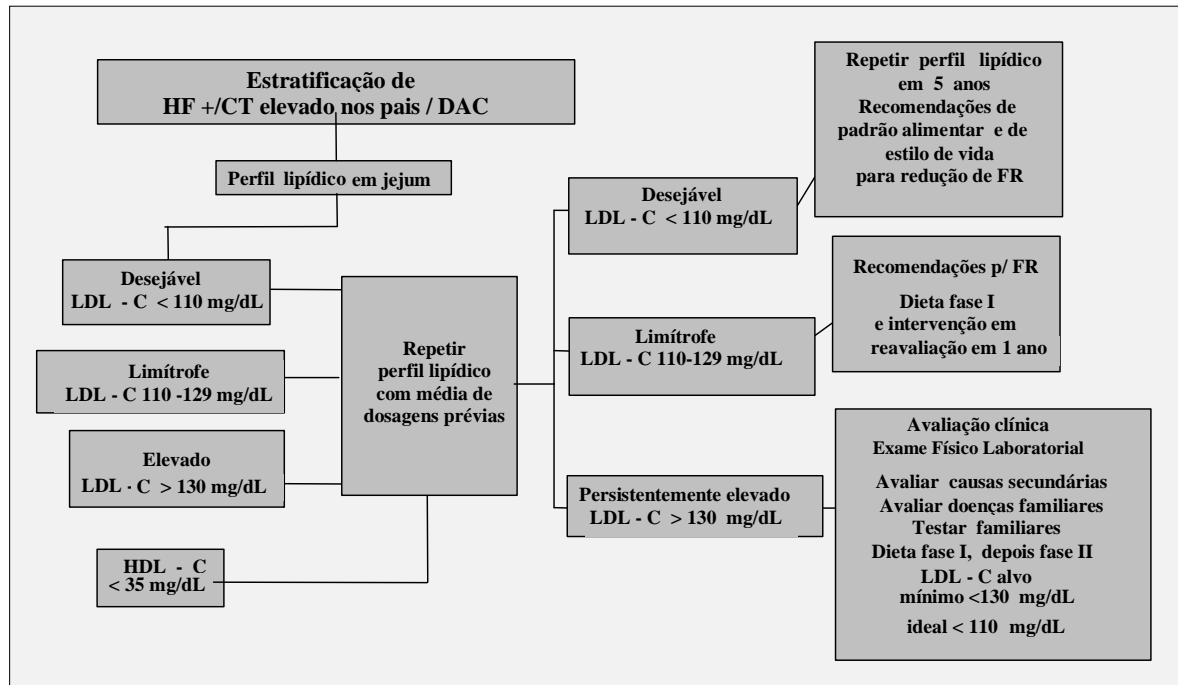 Estratificação de
HF +/CT elevado nos pais / DAC
Perfil lipídico em jejum
Desejável
LDL - C < 110 mg/dL
Limítrofe
LDL - C 110 -129 mg/dL
Elevado
LDL - C > 130 mg/dL
HDL - C
< 35 mg/dL
Repetir
perfil lipídico
com média de
dosagens prévias
Desejável
LDL - C < 110 mg/dL
Limítrofe
LDL - C 110-129 mg/dL
Persistentemente elevado
LDL - C > 130 mg/dL
Repetir perfil lipídico
em 5 anos
Recomendações de
padrão alimentar e de
estilo de vida
para redução de FR
Recomendações p/ FR
Dieta fase I
e intervenção em
reavaliação em 1 ano
Avaliação clínica
Exame Físico Laboratorial
Avaliar causas secundárias
Avaliar doenças familiares
Testar familiares
Dieta fase I, depois fase II
LDL - C alvo
mínimo <130 mg/dL
ideal < 110 mg/dL